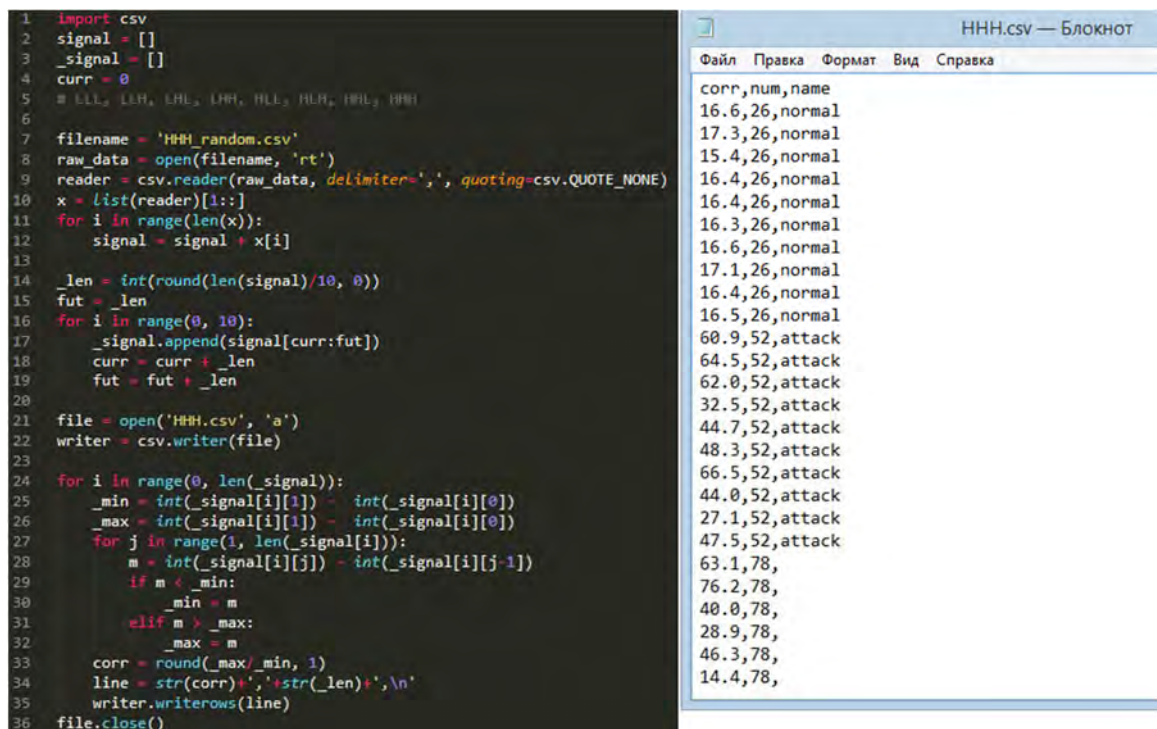 1 import csv
2 signal = []
3 _signal = []
4 curr = 0
5 # LLL, LLH, LHL, LHH, HLL, HLH, HHL, HHH
6
7 filename = 'HHH_random.csv'
8 raw_data = open(filename, 'rt')
9 reader = csv.reader(raw_data, delimiter=',', quoting=csv.QUOTE_NONE)
10 x = list(reader)[1::]
11 for i in range(len(x)):
12     signal = signal + x[i]
13
14 _len = int(round(len(signal)/10, 0))
15 fut = _len
16 for i in range(0, 10):
17     _signal.append(signal[curr:fut])
18     curr = curr + _len
19     fut = fut + _len
20
21 file = open('HHH.csv', 'a')
22 writer = csv.writer(file)
23
24 for i in range(0, len(_signal)):
25     _min = int(_signal[i][1]) - int(_signal[i][0])
26     _max = int(_signal[i][1]) - int(_signal[i][0])
27     for j in range(1, len(_signal[i])):
28         m = int(_signal[i][j]) - int(_signal[i][j-1])
29         if m < _min:
30             _min = m
31         elif m > _max:
32             _max = m
33     corr = round(_max/_min, 1)
34     line = str(corr)+','+str(_len)+',\n'
35     writer.writerows(line)
36 file.close()
HHH.csv — Блокнот
Файл Правка Формат Вид Справка
corr,num,name
16.6,26,normal
17.3,26,normal
15.4,26,normal
16.4,26,normal
16.4,26,normal
16.3,26,normal
16.6,26,normal
17.1,26,normal
16.4,26,normal
16.5,26,normal
60.9,52,attack
64.5,52,attack
62.0,52,attack
32.5,52,attack
44.7,52,attack
48.3,52,attack
66.5,52,attack
44.0,52,attack
27.1,52,attack
47.5,52,attack
63.1,78,
76.2,78,
40.0,78,
28.9,78,
46.3,78,
14.4,78,